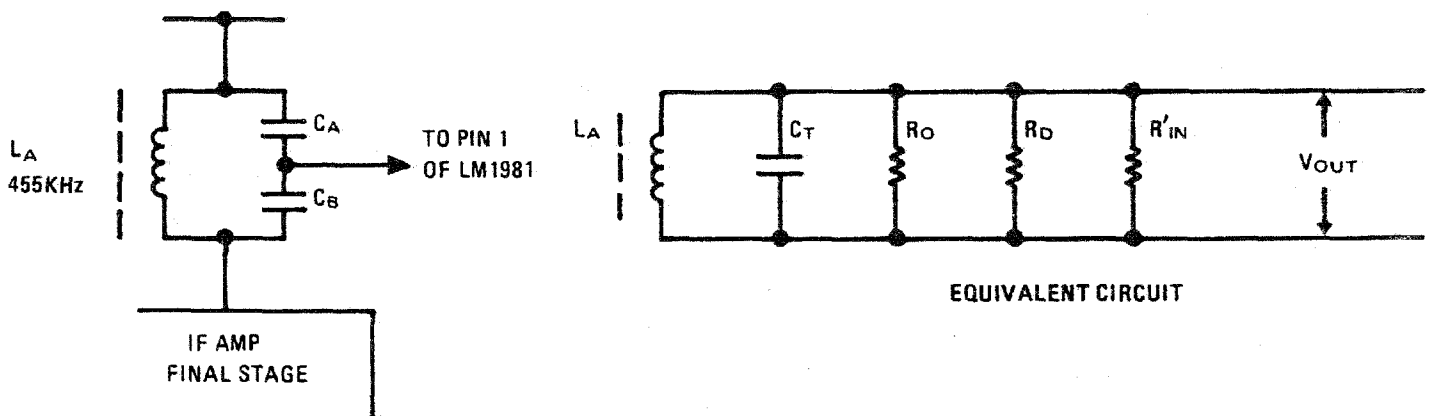 LA
455KHz
CA
CB
TO PIN 1
OF LM1981
IF AMP
FINAL STAGE
LA
CT
RO
RD
R'IN
VOUT
EQUIVALENT CIRCUIT